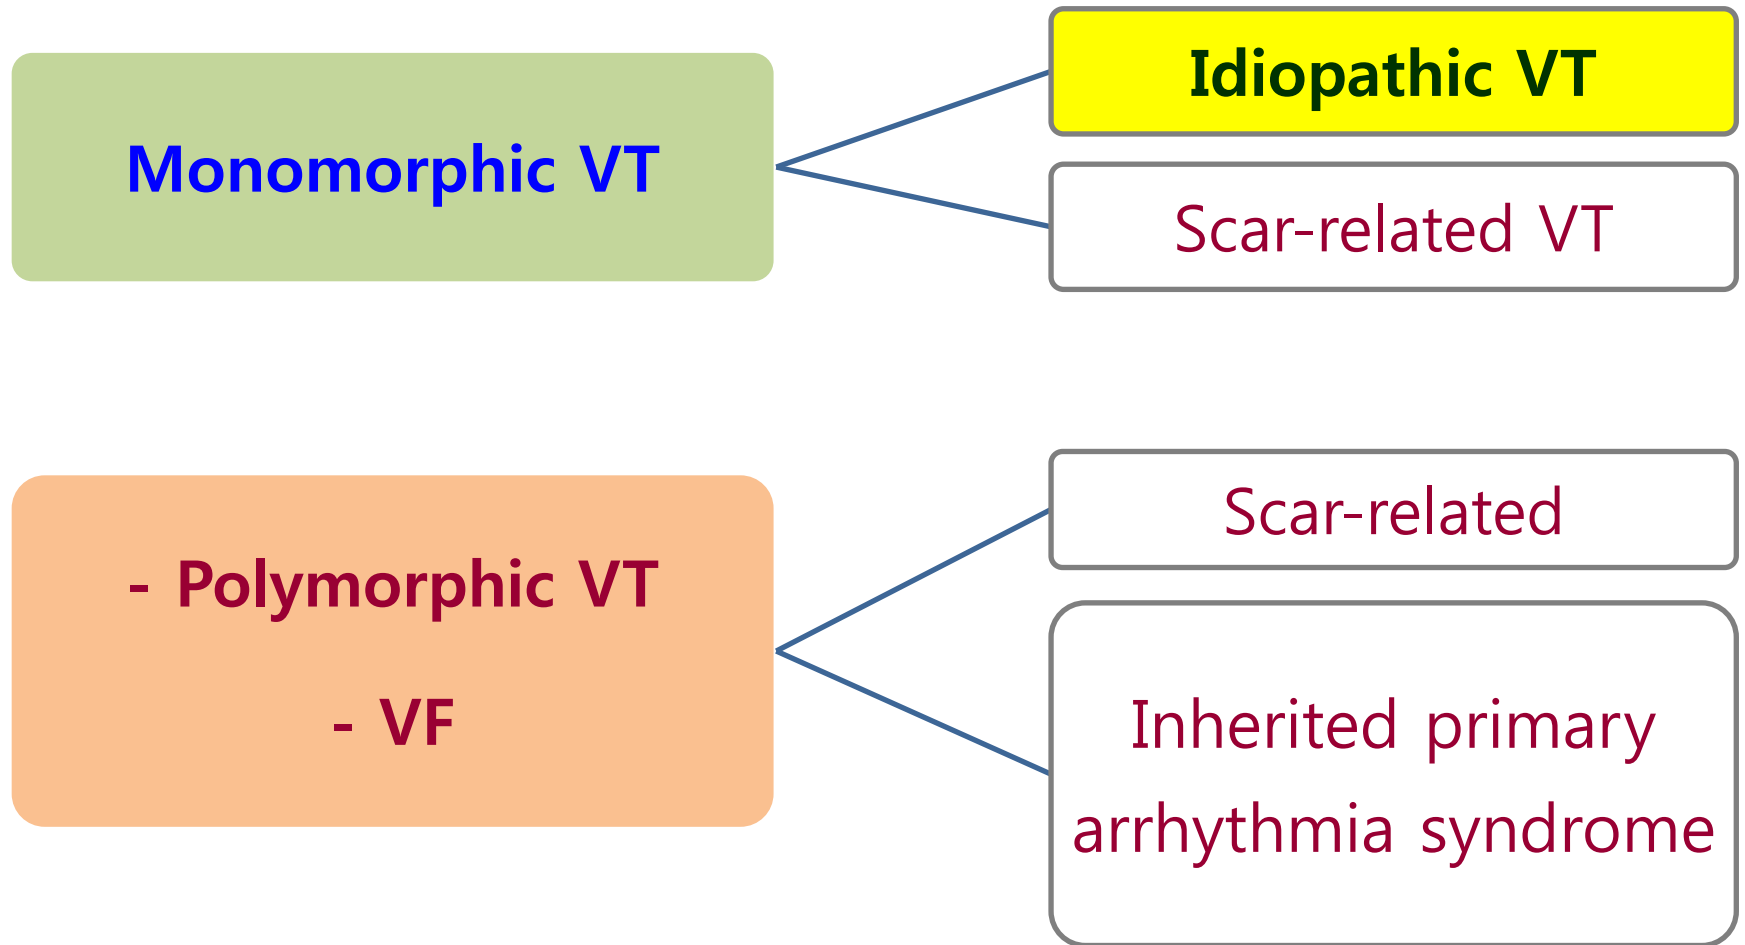 Monomorphic VT
Idiopathic VT
Scar-related VT
- Polymorphic VT
- VF
Scar-related
Inherited primary
arrhythmia syndrome